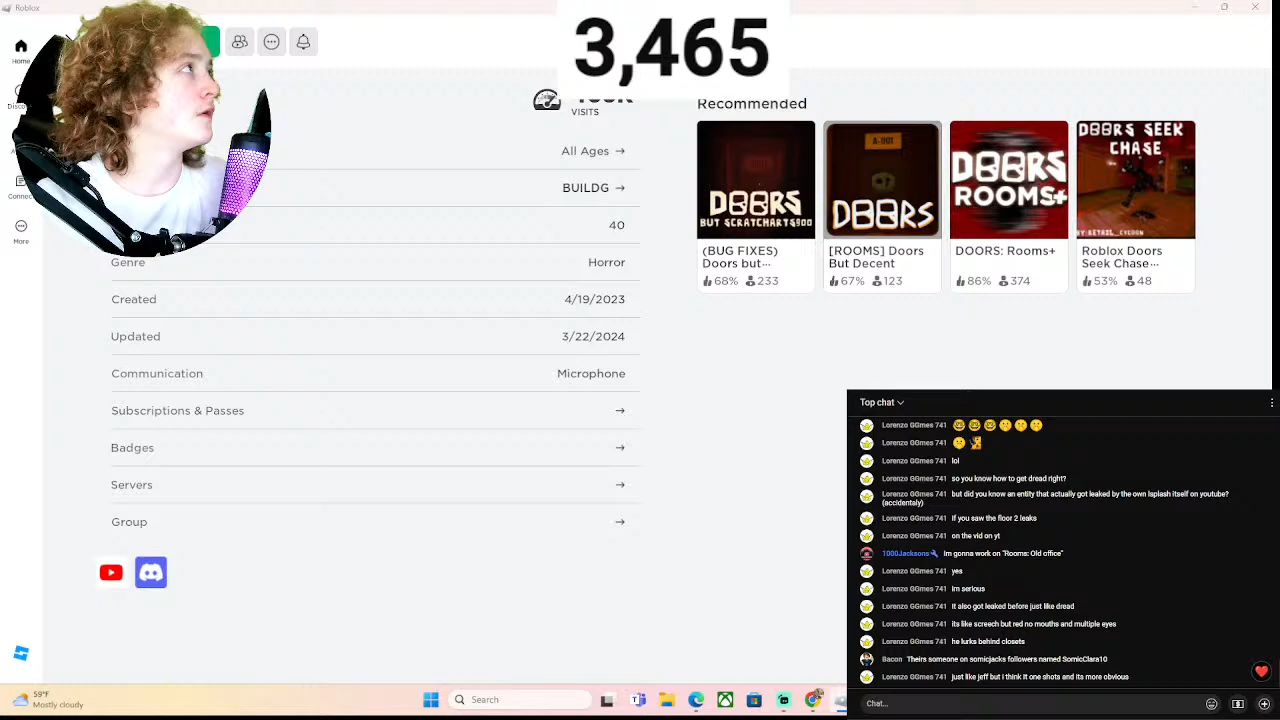 Roblox
3,465
Home
Connec
More
VISITS
All Ages
BUILDG
40
Genre
Horror
Created
4/19/2023
Updated
3/22/2024
Communication
Microphone
Subscriptions & Passes
Badges
Servers
Group
Recommended
DOORS
BUT SCRATCHARTS900
A-001
DOORS
DOORS
ROOMS+
DOORS SEEK
CHASE
BY:RETAIL_TYCOON
(BUG FIXES)
Doors but...
68% 233
[ROOMS] Doors
But Decent
67% 123
DOORS: Rooms+
86% 374
Roblox Doors
Seek Chase...
53% 48
Top chat
Lorenzo GGmes 741
Lorenzo GGmes 741
Lorenzo GGmes 741 lol
Lorenzo GGmes 741 so you know how to get dread right?
Lorenzo GGmes 741 but did you know an entity that actually got leaked by the own lsplash itself on youtube?
(accidentaly)
Lorenzo GGmes 741 If you saw the floor 2 leaks
Lorenzo GGmes 741 on the vid on yt
1000Jacksons Im gonna work on "Rooms: Old office"
Lorenzo GGmes 741 yes
Lorenzo GGmes 741 im serious
Lorenzo GGmes 741 It also got leaked before just like dread
Lorenzo GGmes 741 its like screech but red no mouths and multiple eyes
Lorenzo GGmes 741 he lurks behind closets
Bacon Theirs someone on somicjacks followers named SomicClara10
Lorenzo GGmes 741 just like jeff but i think it one shots and its more obvious
Chat...
59°F
Mostly cloudy
Search